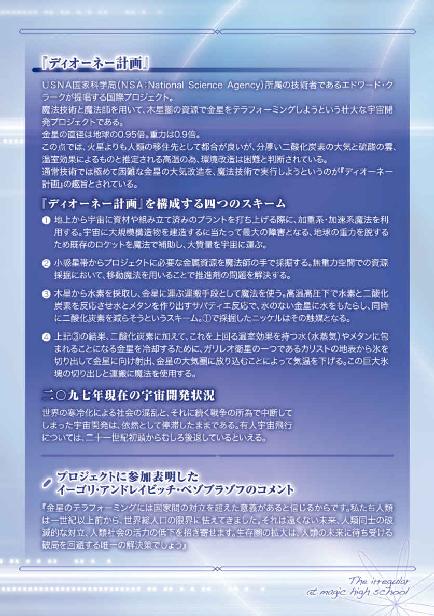 『ディオーネー計画』
USNA国家科学局(NSA：National Science Agency)所属の技術者であるエドワード・ク
ラークが提唱する国際プロジェクト。
魔法技術と魔法師を用いて、木星圏の資源で金星をテラフォーミングしようという壮大な宇宙開
発プロジェクトである。
金星の直径は地球の0.95倍。重力は0.9倍。
この点では、火星よりも人類の移住先として都合が良いが、分厚い二酸化炭素の大気と硫酸の雲、
温室効果によるものと推定される高温の為、環境改造は困難と判断されている。
通常技術では極めて困難な金星の大気改造を、魔法技術で実行しようというのが『ディオーネー
計画』の趣旨とされている。
『ディオーネー計画』を構成する四つのスキーム
❶ 地上から宇宙に資材や組み立て済みのプラントを打ち上げる際に、加重系・加速系魔法を利
用する。宇宙に大規模構造物を建造するに当たって最大の障害となる、地球の重力を脱する
ため既存のロケットを魔法で補助し、大質量を宇宙に運ぶ。
❷ 小惑星帯からプロジェクトに必要な金属資源を魔法師の手で採掘する。無重力空間での資源
採掘において、移動魔法を用いることで推進剤の問題を解決する。
❸ 木星から水素を採取し、金星に運ぶ運搬手段として魔法を使う。高温高圧下で水素と二酸化
炭素を反応させ水とメタンを作り出すサバティエ反応で、水のない金星に水をもたらし、同時
に二酸化炭素を減らそうというスキーム。①で採掘したニッケルはその触媒となる。
❹ 上記③の結果、二酸化炭素に加えて、これを上回る温室効果を持つ水(水蒸気)やメタンに包
まれることになる金星を冷却するために、ガリレオ衛星の一つであるカリストの地表から氷を
切り出して金星に向け射出、金星の大気圏に放り込むことによって気温を下げる。この巨大氷
塊の切り出しと運搬に魔法を使用する。
二〇九七年現在の宇宙開発状況
世界の寒冷化による社会の混乱と、それに続く戦争の所為で中断して
しまった宇宙開発は、依然として停滞したままである。有人宇宙飛行
については、二十一世紀初頭からむしろ後退しているといえる。
プロジェクトに参加表明した
イーゴリ・アンドレイビッチ・ベゾブラゾフのコメント
『金星のテラフォーミングには国家間の対立を超えた意義があると信じるからです。私たち人類
は一世紀以上前から、世界総人口の限界に怯えてきました。それは遠くない未来、人類同士の破
滅的な対立、人類社会の活力の低下を招き寄せます。生存圏の拡大は、人類の未来に待ち受ける
破局を回避する唯一の解決策でしょう』
The irregular
at magic high school